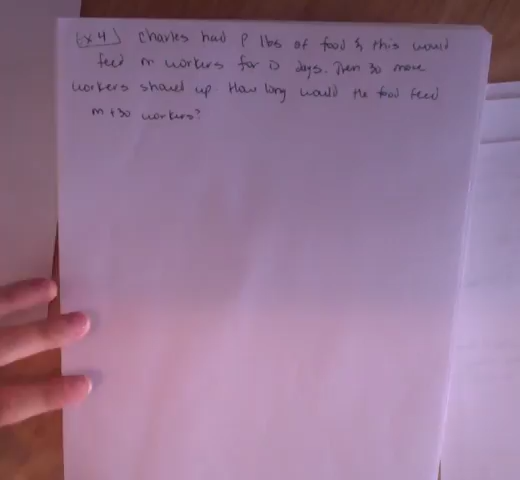 Ex 4] Charles had P lbs of food & this would
feed m workers for D days. Then 30 more
workers showed up. How long would the food feed
m + 30 workers?